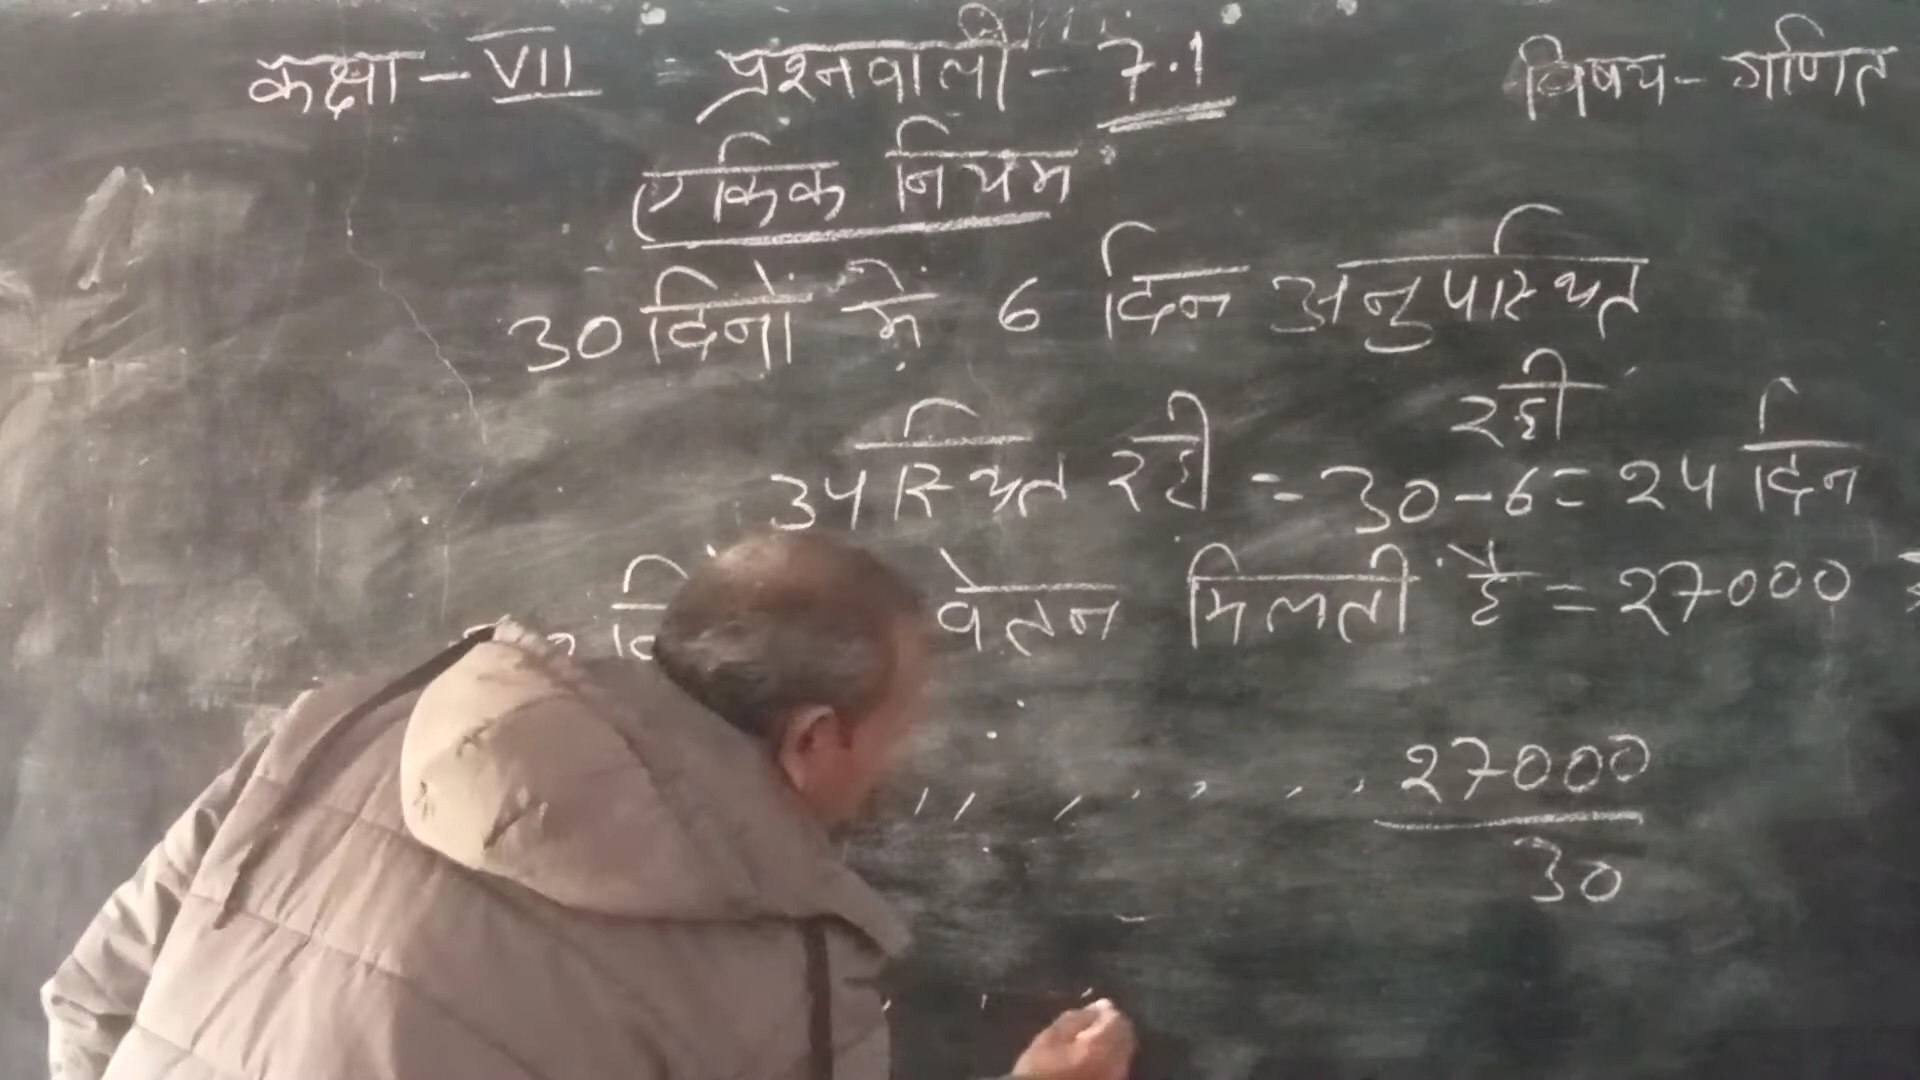 कक्षा - VII प्रश्नवाली - 7.1 विषय - गणित
ऐकिक नियम
30 दिनों में 6 दिन अनुपस्थित
रही
उपस्थित रही = 30 - 6 = 24 दिन
वेतन मिलती है = 27000
,, , , , , , 27000
30